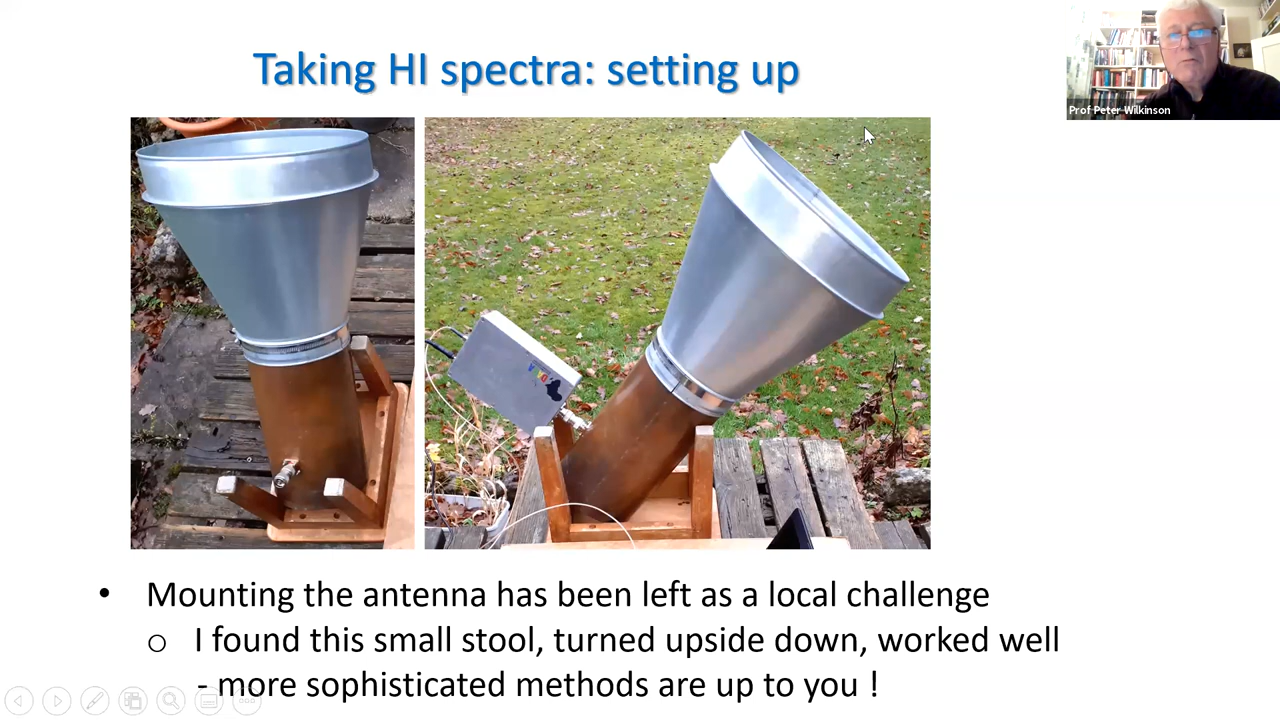 Taking HI spectra: setting up
Prof Peter Wilkinson
• Mounting the antenna has been left as a local challenge
o I found this small stool, turned upside down, worked well
- more sophisticated methods are up to you !